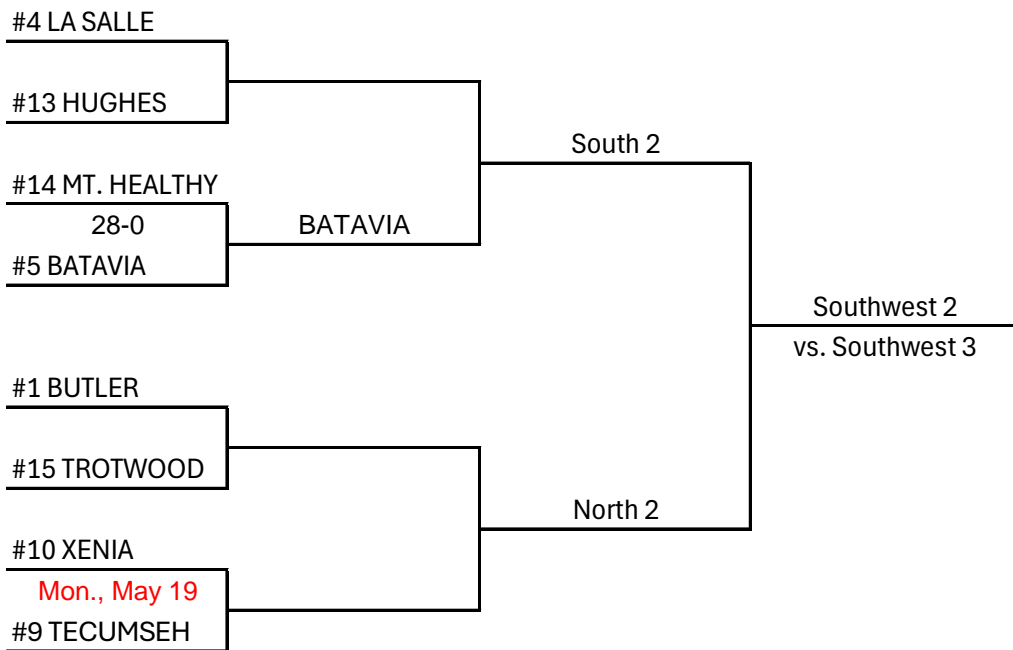 #4 LA SALLE
#13 HUGHES
South 2
#14 MT. HEALTHY
28-0
BATAVIA
#5 BATAVIA
Southwest 2
vs. Southwest 3
#1 BUTLER
#15 TROTWOOD
North 2
#10 XENIA
Mon., May 19
#9 TECUMSEH